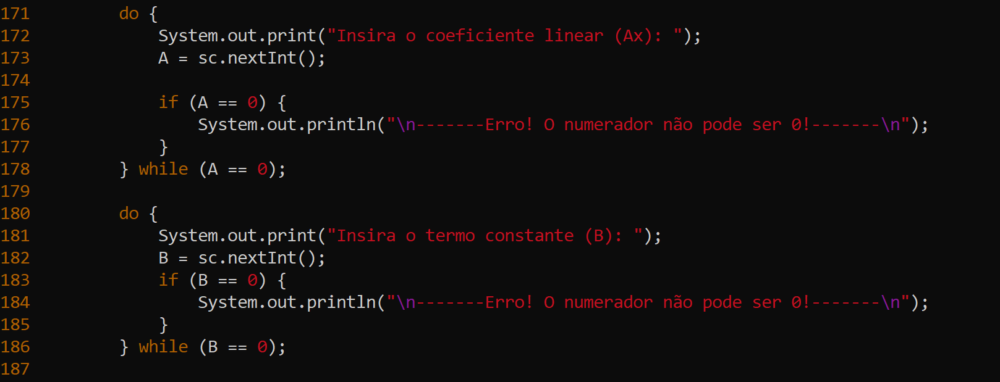 171         do {
172             System.out.print("Insira o coeficiente linear (Ax): ");
173             A = sc.nextInt();
174
175             if (A == 0) {
176                 System.out.println("\n-------Erro! O numerador não pode ser 0!-------\n");
177             }
178         } while (A == 0);
179
180         do {
181             System.out.print("Insira o termo constante (B): ");
182             B = sc.nextInt();
183             if (B == 0) {
184                 System.out.println("\n-------Erro! O numerador não pode ser 0!-------\n");
185             }
186         } while (B == 0);
187